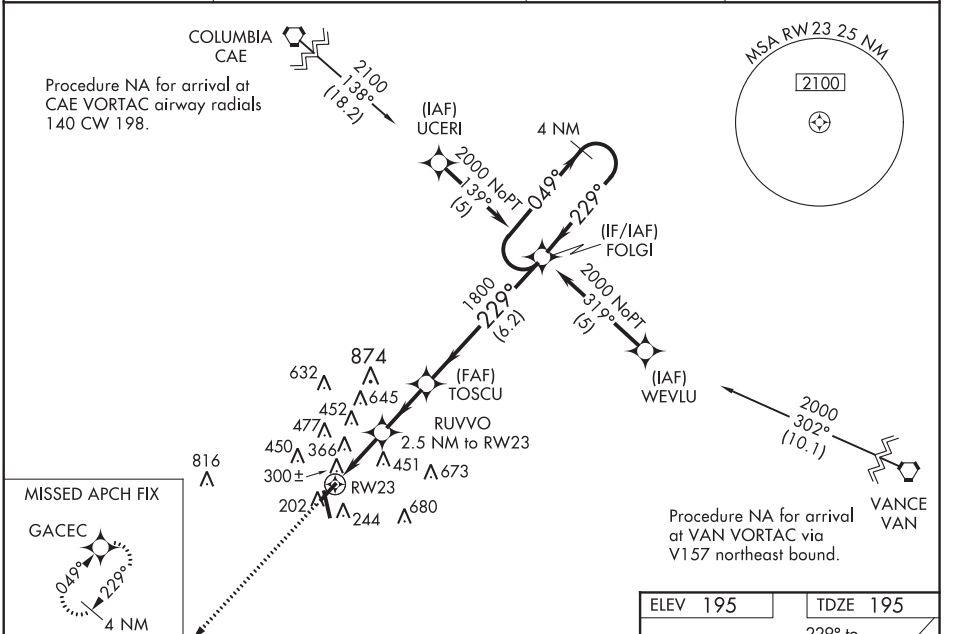 COLUMBIA
CAE
Procedure NA for arrival at
CAE VORTAC airway radials
140 CW 198.
2100
138°
(18.2)
(IAF)
UCERI
2000 NoPT
139°
(5)
4 NM
049°
229°
MSA RW23 25 NM
2100
(IF/IAF)
FOLGI
2000 NoPT
319°
(5)
1800
229°
(6.2)
(IAF)
WEVLU
2000
302°
(10.1)
VANCE
VAN
Procedure NA for arrival
at VAN VORTAC via
V157 northeast bound.
(FAF)
TOSCU
RUVVO
2.5 NM to RW23
874
632
645
452
477
366
450
451
673
300±
RW23
816
202
244
680
MISSED APCH FIX
GACEC
049°
229°
4 NM
ELEV 195
TDZE 195
229° to